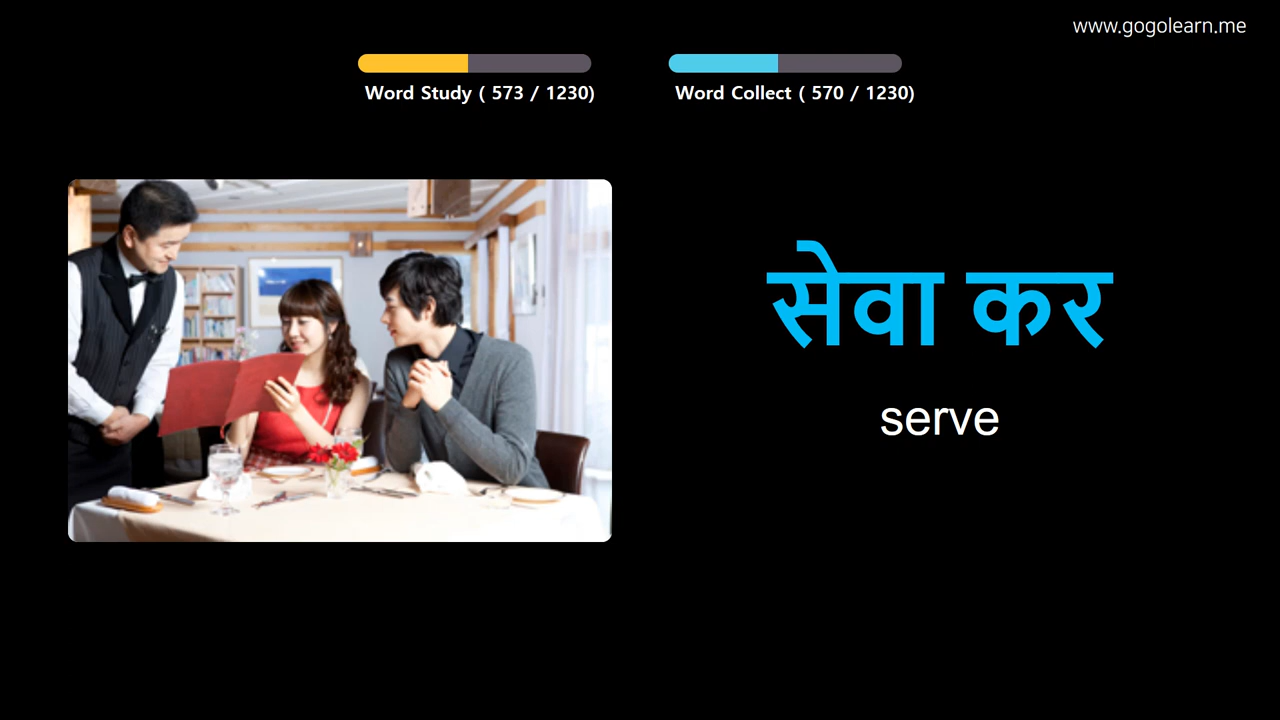 www.gogolearn.me
Word Study ( 573 / 1230)
Word Collect ( 570 / 1230)
सेवा कर
serve